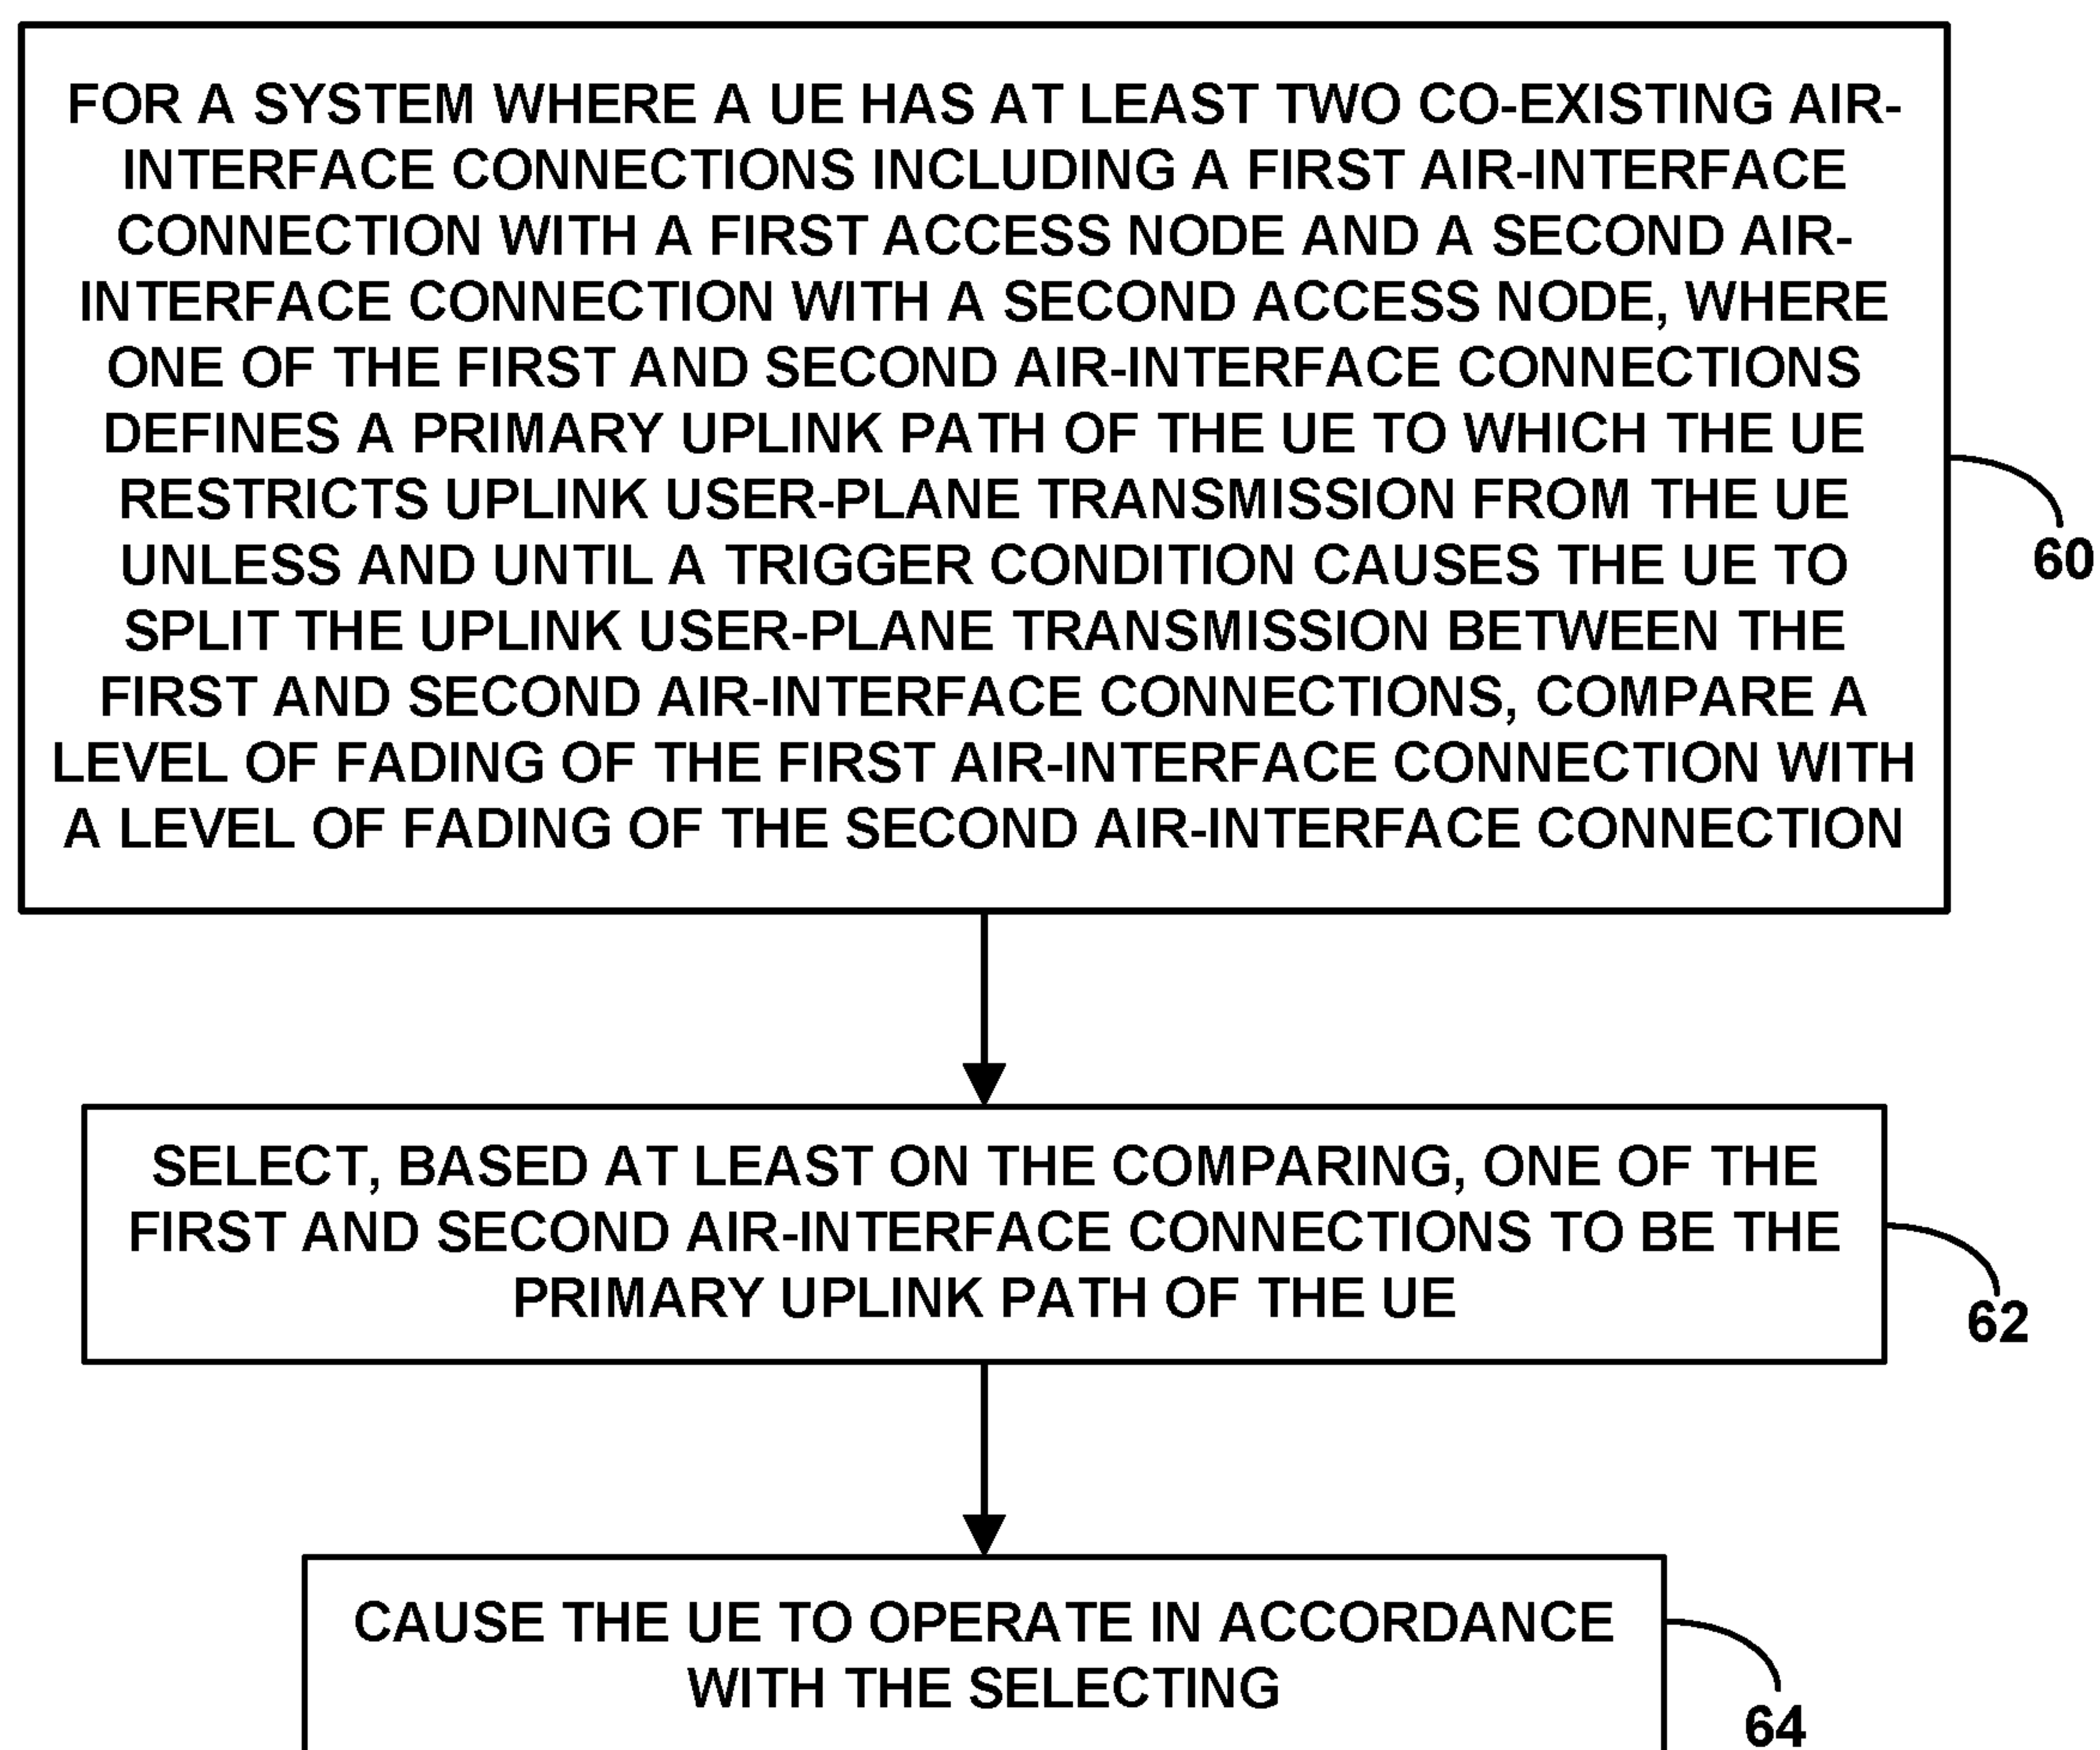 FOR A SYSTEM WHERE A UE HAS AT LEAST TWO CO-EXISTING AIR-
INTERFACE CONNECTIONS INCLUDING A FIRST AIR-INTERFACE
CONNECTION WITH A FIRST ACCESS NODE AND A SECOND AIR-
INTERFACE CONNECTION WITH A SECOND ACCESS NODE, WHERE
ONE OF THE FIRST AND SECOND AIR-INTERFACE CONNECTIONS
DEFINES A PRIMARY UPLINK PATH OF THE UE TO WHICH THE UE
RESTRICTS UPLINK USER-PLANE TRANSMISSION FROM THE UE
UNLESS AND UNTIL A TRIGGER CONDITION CAUSES THE UE TO
SPLIT THE UPLINK USER-PLANE TRANSMISSION BETWEEN THE
FIRST AND SECOND AIR-INTERFACE CONNECTIONS, COMPARE A
LEVEL OF FADING OF THE FIRST AIR-INTERFACE CONNECTION WITH
A LEVEL OF FADING OF THE SECOND AIR-INTERFACE CONNECTION
60
SELECT, BASED AT LEAST ON THE COMPARING, ONE OF THE
FIRST AND SECOND AIR-INTERFACE CONNECTIONS TO BE THE
PRIMARY UPLINK PATH OF THE UE
62
CAUSE THE UE TO OPERATE IN ACCORDANCE
WITH THE SELECTING
64